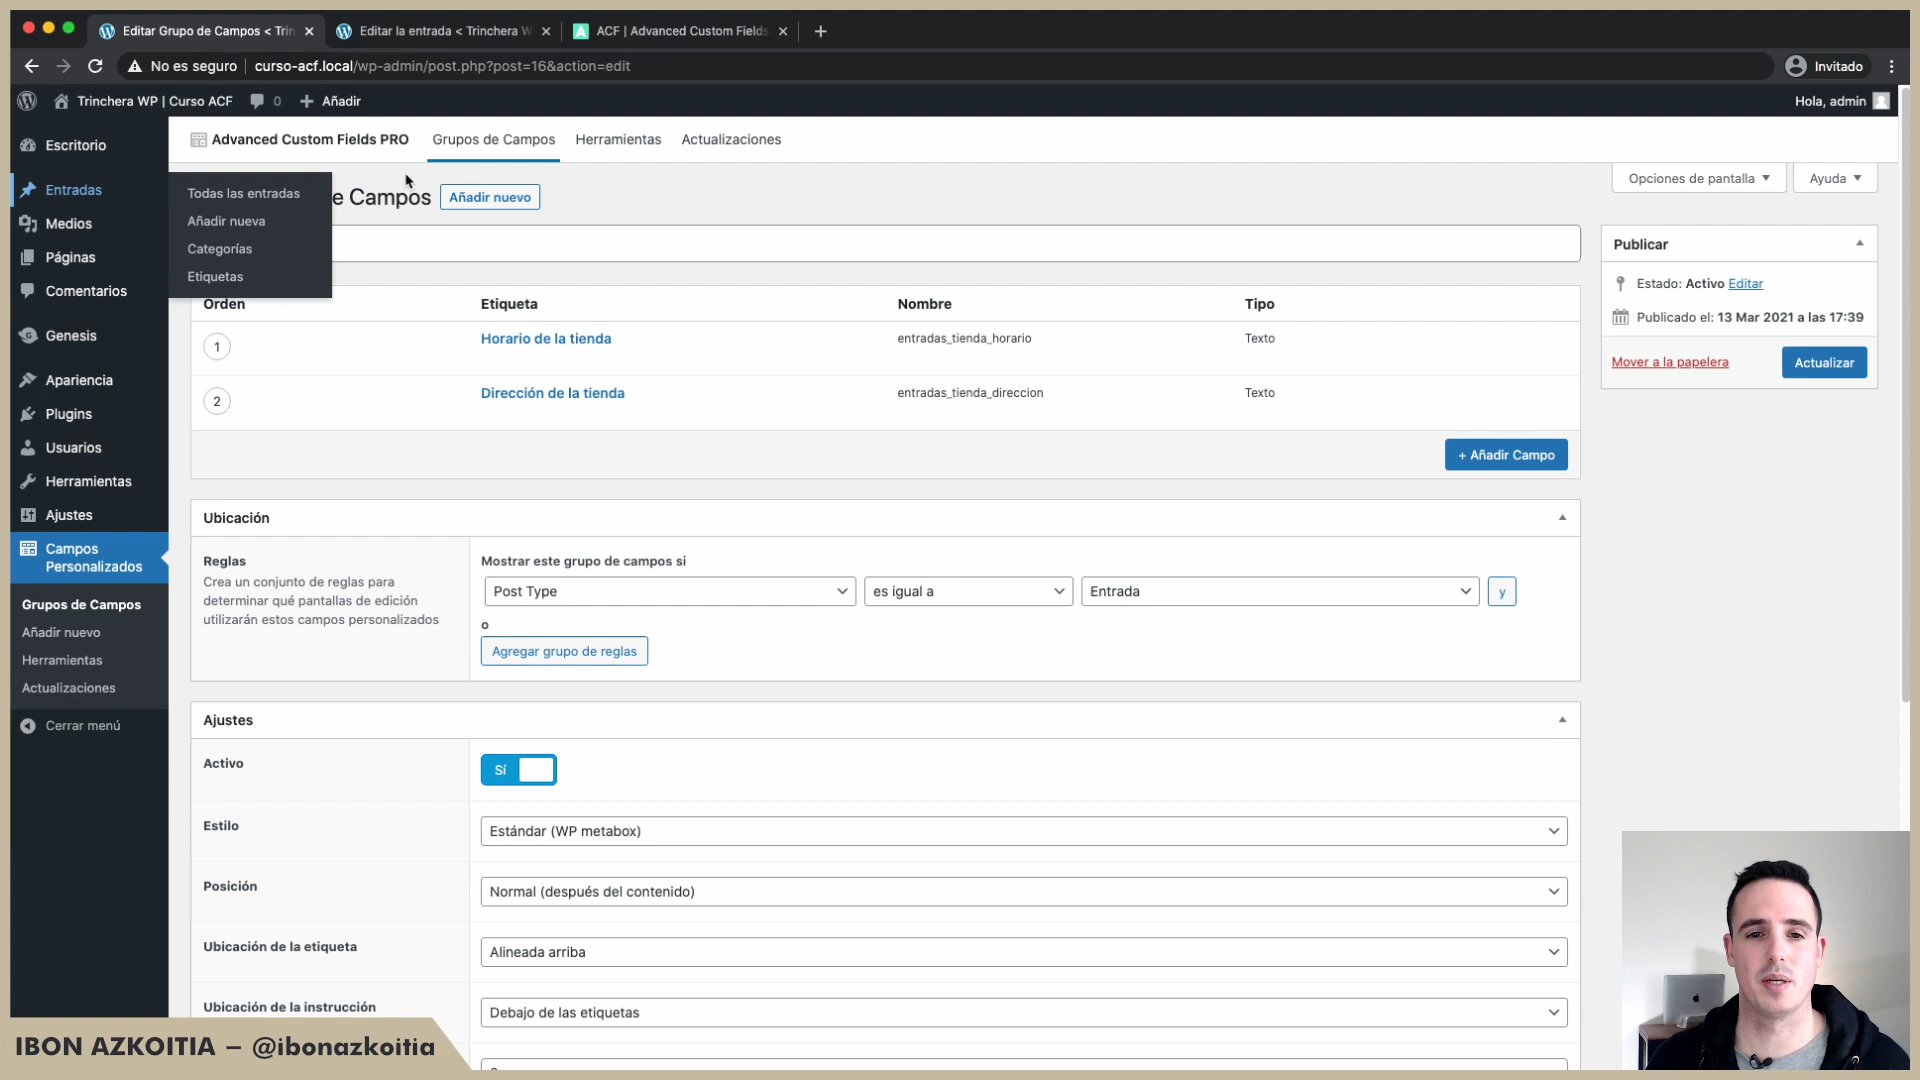 Editar Grupo de Campos < Trin
Editar la entrada < Trinchera W
ACF | Advanced Custom Fields
No es seguro
curso-acf.local/wp-admin/post.php?post=16&action=edit
Invitado
Trinchera WP | Curso ACF
0
Añadir
Hola, admin
Escritorio
Entradas
Medios
Páginas
Comentarios
Genesis
Apariencia
Plugins
Usuarios
Herramientas
Ajustes
Campos
Personalizados
Grupos de Campos
Añadir nuevo
Herramientas
Actualizaciones
Cerrar menú
Todas las entradas
Añadir nueva
Categorías
Etiquetas
Advanced Custom Fields PRO
Grupos de Campos
Herramientas
Actualizaciones
Opciones de pantalla
Ayuda
e Campos
Añadir nuevo
Orden
Etiqueta
Nombre
Tipo
1
Horario de la tienda
entradas_tienda_horario
Texto
2
Dirección de la tienda
entradas_tienda_direccion
Texto
+ Añadir Campo
Publicar
Estado: Activo Editar
Publicado el: 13 Mar 2021 a las 17:39
Mover a la papelera
Actualizar
Ubicación
Reglas
Crea un conjunto de reglas para
determinar qué pantallas de edición
utilizarán estos campos personalizados
Mostrar este grupo de campos si
Post Type
es igual a
Entrada
y
o
Agregar grupo de reglas
Ajustes
Activo
Sí
Estilo
Estándar (WP metabox)
Posición
Normal (después del contenido)
Ubicación de la etiqueta
Alineada arriba
Ubicación de la instrucción
Debajo de las etiquetas
IBON AZKOITIA – @ibonazkoitia